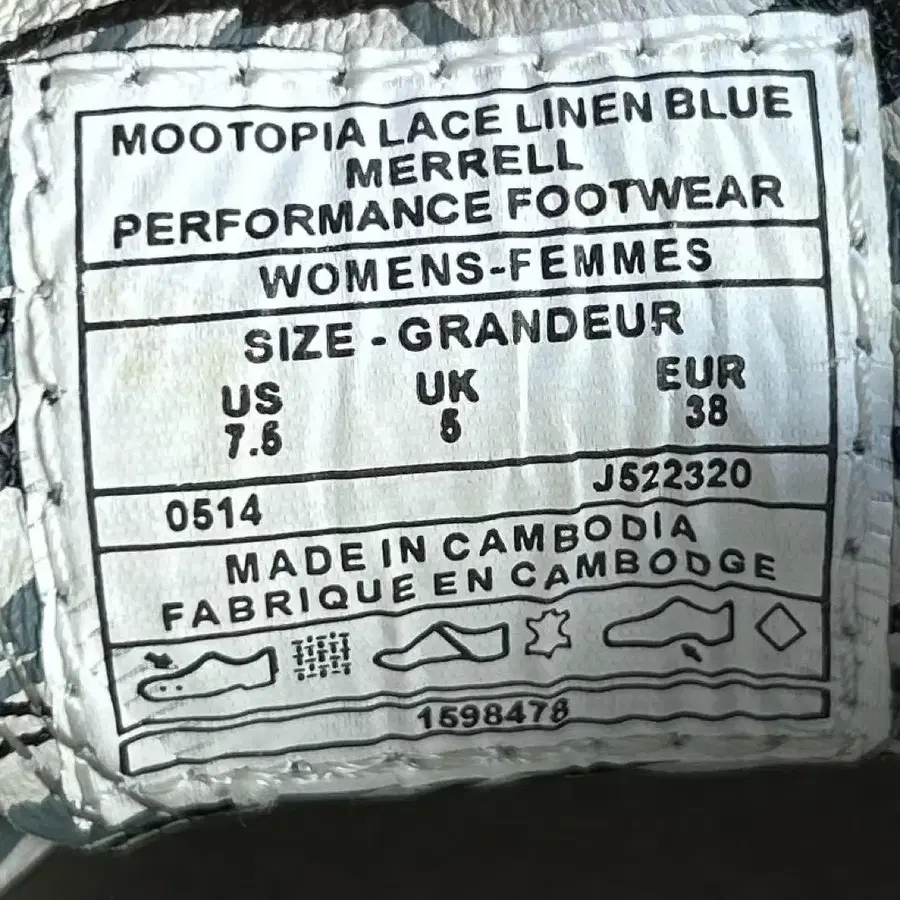 MOOTOPIA LACE LINEN BLUE
MERRELL
PERFORMANCE FOOTWEAR
WOMENS-FEMMES
SIZE - GRANDEUR
US UK EUR
7.5 5 38
0514 J522320
MADE IN CAMBODIA
FABRIQUE EN CAMBODGE
1598478